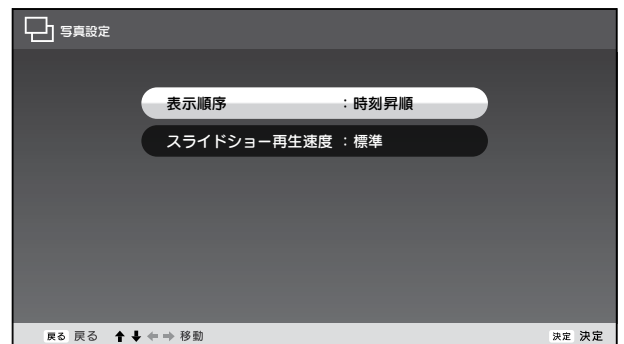 写真設定
表示順序 : 時刻昇順
スライドショー再生速度 : 標準
戻る 戻る ↑↓←→ 移動 決定 決定